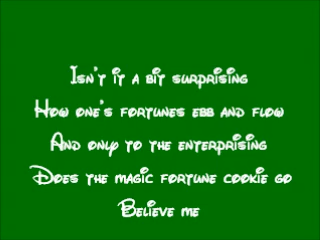 Isn't it a bit surprising
How one's fortunes ebb and flow
And only to the enterprising
Does the magic fortune cookie go
Believe me